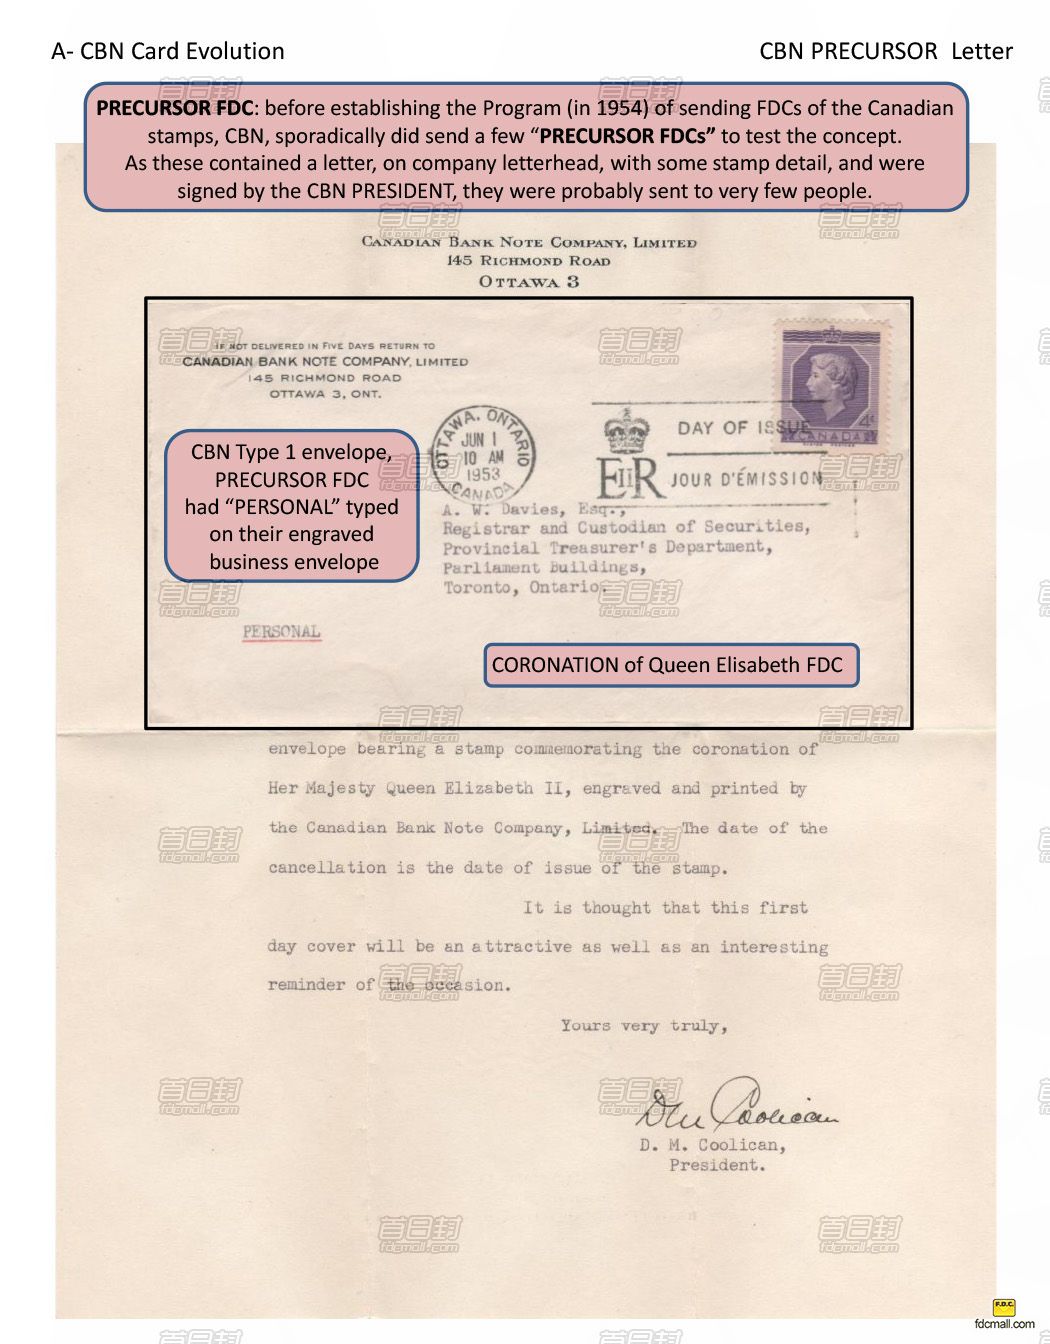 A- CBN Card Evolution
CBN PRECURSOR Letter
PRECURSOR FDC: before establishing the Program (in 1954) of sending FDCs of the Canadian
stamps, CBN, sporadically did send a few “PRECURSOR FDCs” to test the concept.
As these contained a letter, on company letterhead, with some stamp detail, and were
signed by the CBN PRESIDENT, they were probably sent to very few people.
CANADIAN BANK NOTE COMPANY, LIMITED
145 RICHMOND ROAD
OTTAWA 3
IF NOT DELIVERED IN FIVE DAYS RETURN TO
CANADIAN BANK NOTE COMPANY, LIMITED
145 RICHMOND ROAD
OTTAWA 3, ONT.
4¢
CANADA
OTTAWA. ONTARIO
JUN 1
10 AM
1953
CANADA
DAY OF ISSUE
EIIR
JOUR D'ÉMISSION
CBN Type 1 envelope,
PRECURSOR FDC
had “PERSONAL” typed
on their engraved
business envelope
A. W. Davies, Esq.,
Registrar and Custodian of Securities,
Provincial Treasurer's Department,
Parliament Buildings,
Toronto, Ontario.
PERSONAL
CORONATION of Queen Elisabeth FDC
envelope bearing a stamp commemorating the coronation of
Her Majesty Queen Elizabeth II, engraved and printed by
the Canadian Bank Note Company, Limited. The date of the
cancellation is the date of issue of the stamp.
It is thought that this first
day cover will be an attractive as well as an interesting
reminder of the occasion.
Yours very truly,
DM Coolican
D. M. Coolican,
President.
首日封
fdcmall.com
F.D.C.
fdcmall.com